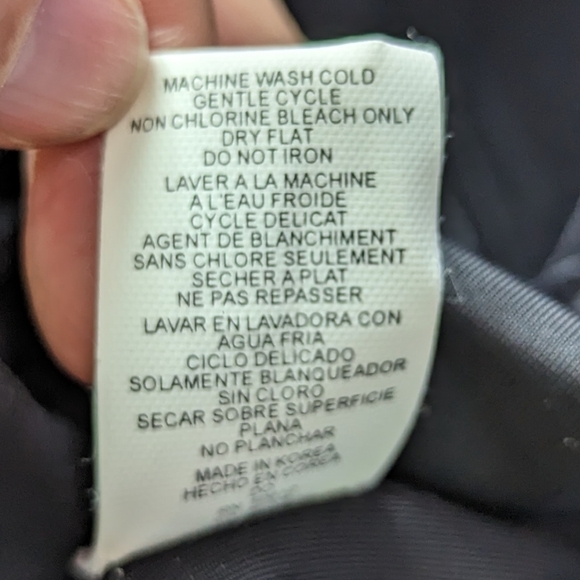 MACHINE WASH COLD
GENTLE CYCLE
NON CHLORINE BLEACH ONLY
DRY FLAT
DO NOT IRON
LAVER A LA MACHINE
A L'EAU FROIDE
CYCLE DELICAT
AGENT DE BLANCHIMENT
SANS CHLORE SEULEMENT
SECHER A PLAT
NE PAS REPASSER
LAVAR EN LAVADORA CON
AGUA FRIA
CICLO DELICADO
SOLAMENTE BLANQUEADOR
SIN CLORO
SECAR SOBRE SUPERFICIE
PLANA
NO PLANCHAR
MADE IN KOREA
HECHO EN COREA